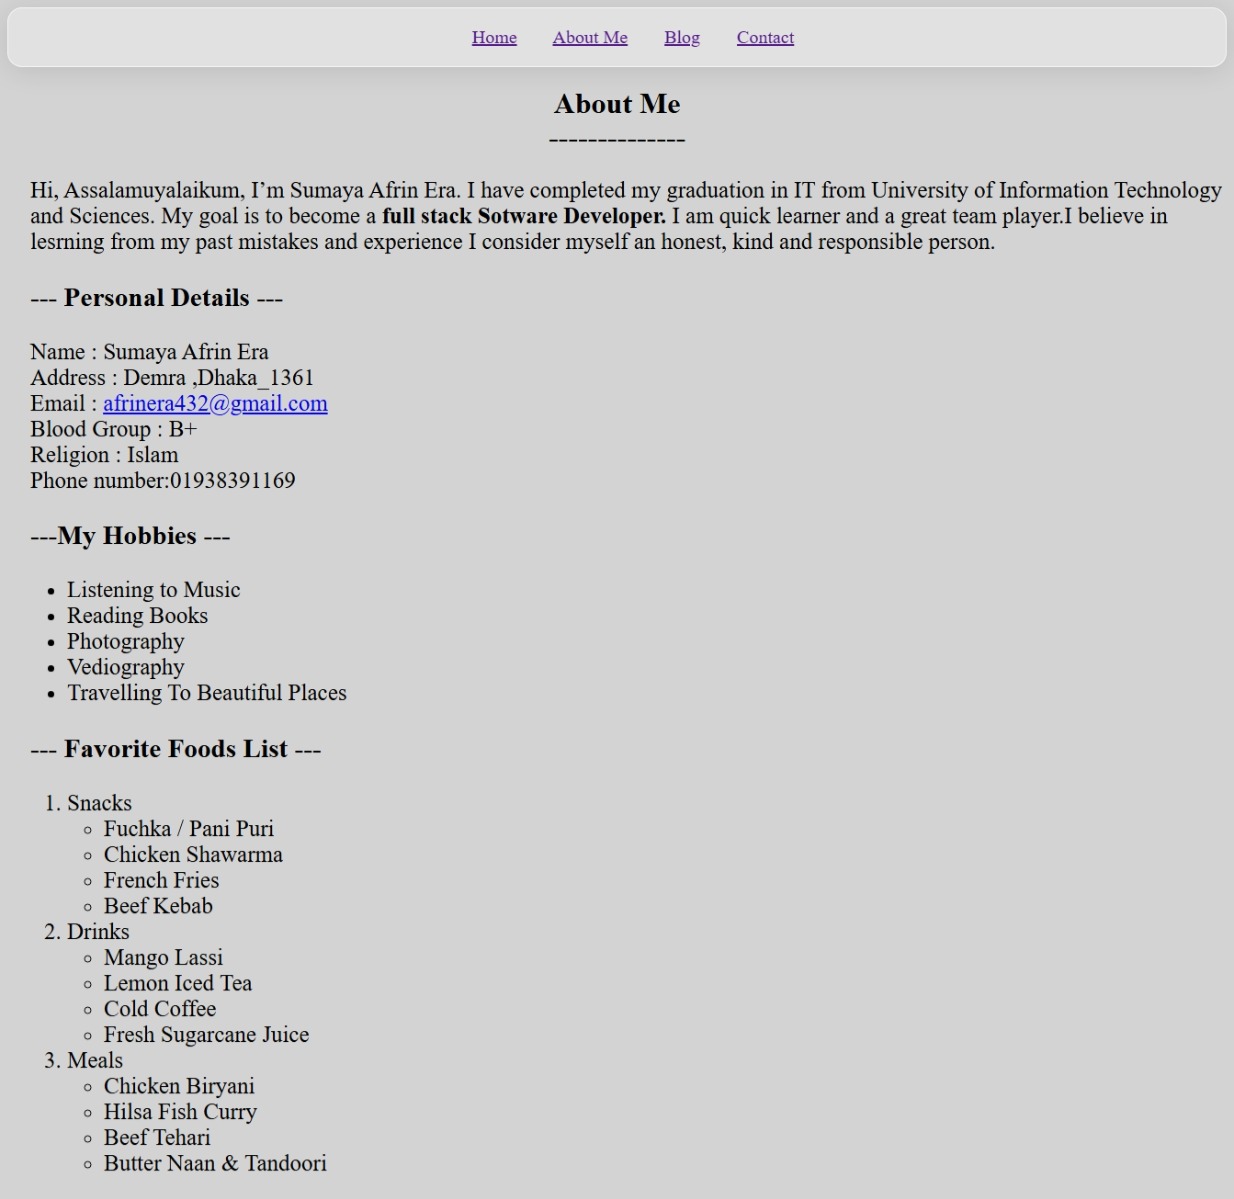 Home About Me Blog Contact
About Me
--------------
Hi, Assalamuyalaikum, I’m Sumaya Afrin Era. I have completed my graduation in IT from University of Information Technology
and Sciences. My goal is to become a full stack Sotware Developer. I am quick learner and a great team player.I believe in
lesrning from my past mistakes and experience I consider myself an honest, kind and responsible person.
--- Personal Details ---
Name : Sumaya Afrin Era
Address : Demra ,Dhaka_1361
Email : afrinera432@gmail.com
Blood Group : B+
Religion : Islam
Phone number:01938391169
---My Hobbies ---
• Listening to Music
• Reading Books
• Photography
• Vediography
• Travelling To Beautiful Places
--- Favorite Foods List ---
1. Snacks
◦ Fuchka / Pani Puri
◦ Chicken Shawarma
◦ French Fries
◦ Beef Kebab
2. Drinks
◦ Mango Lassi
◦ Lemon Iced Tea
◦ Cold Coffee
◦ Fresh Sugarcane Juice
3. Meals
◦ Chicken Biryani
◦ Hilsa Fish Curry
◦ Beef Tehari
◦ Butter Naan & Tandoori